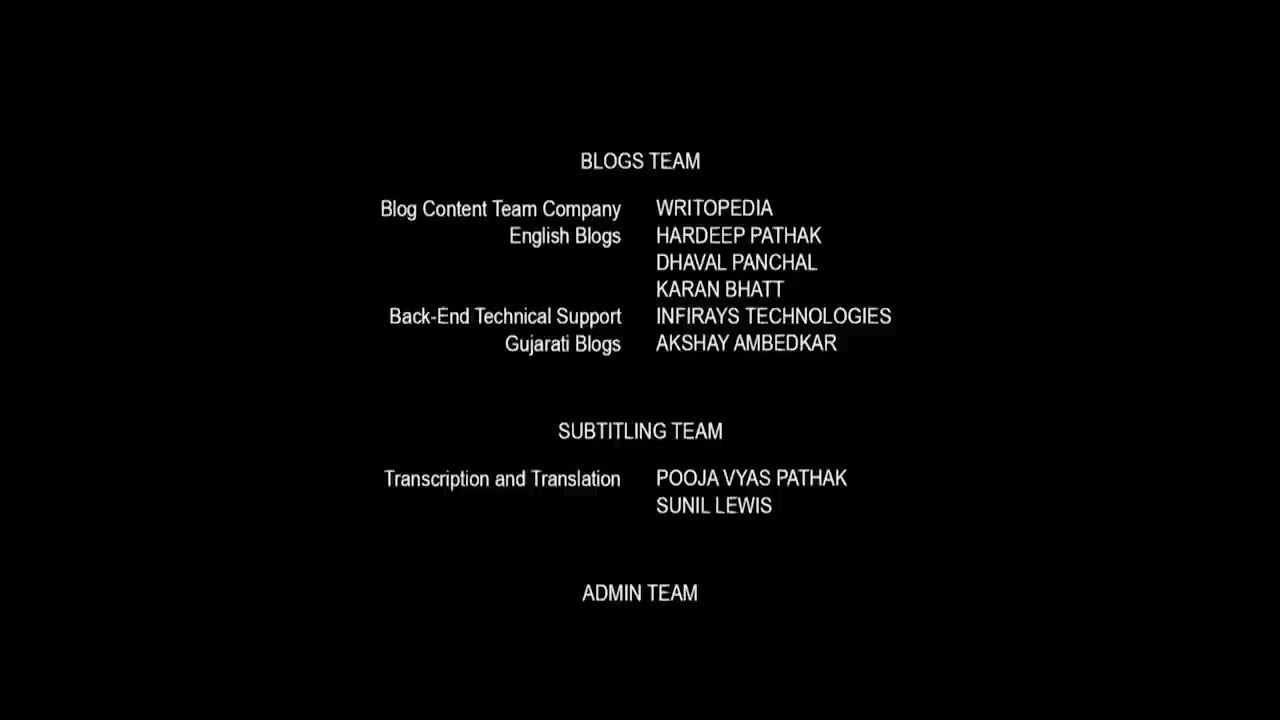 BLOGS TEAM
Blog Content Team Company WRITOPEDIA
English Blogs HARDEEP PATHAK
DHAVAL PANCHAL
KARAN BHATT
Back-End Technical Support INFIRAYS TECHNOLOGIES
Gujarati Blogs AKSHAY AMBEDKAR
SUBTITLING TEAM
Transcription and Translation POOJA VYAS PATHAK
SUNIL LEWIS
ADMIN TEAM